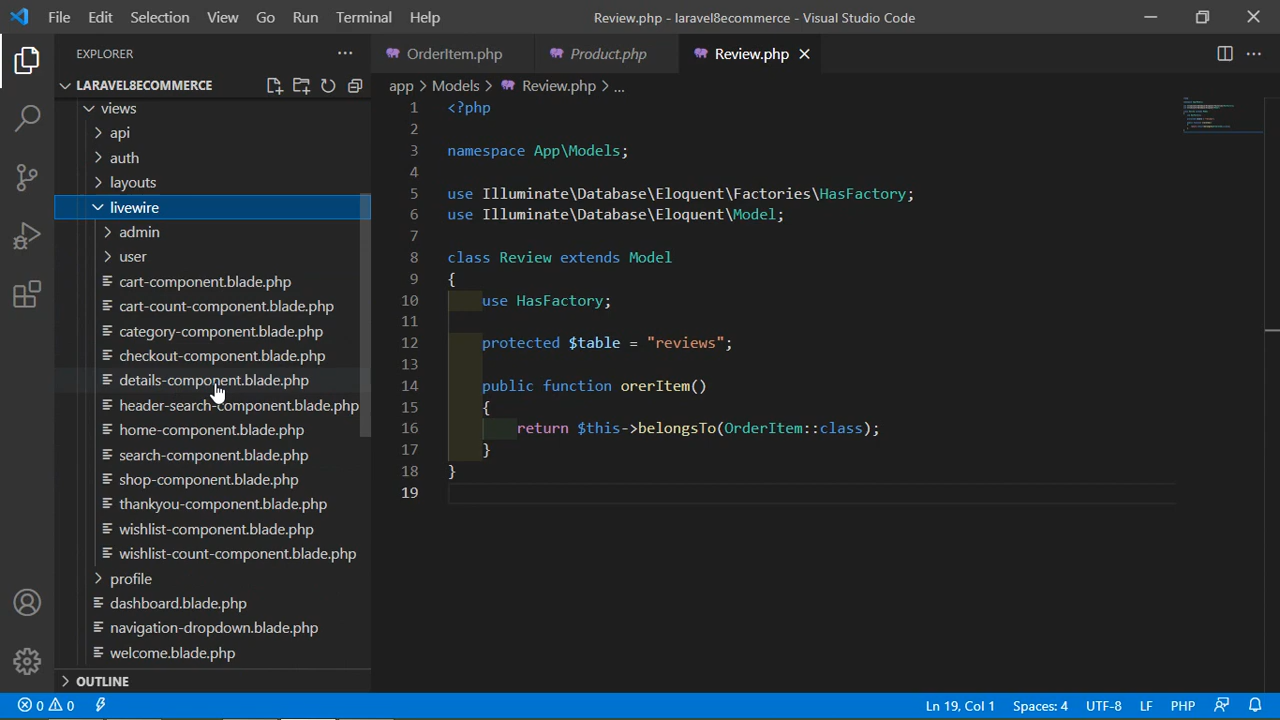 File Edit Selection View Go Run Terminal Help Review.php - laravel8ecommerce - Visual Studio Code
EXPLORER
LARAVEL8ECOMMERCE
views
api
auth
layouts
livewire
admin
user
cart-component.blade.php
cart-count-component.blade.php
category-component.blade.php
checkout-component.blade.php
details-component.blade.php
header-search-component.blade.php
home-component.blade.php
search-component.blade.php
shop-component.blade.php
thankyou-component.blade.php
wishlist-component.blade.php
wishlist-count-component.blade.php
profile
dashboard.blade.php
navigation-dropdown.blade.php
welcome.blade.php
OUTLINE
OrderItem.php Product.php Review.php
app > Models > Review.php > ...
1 <?php
2
3 namespace App\Models;
4
5 use Illuminate\Database\Eloquent\Factories\HasFactory;
6 use Illuminate\Database\Eloquent\Model;
7
8 class Review extends Model
9 {
10 use HasFactory;
11
12 protected $table = "reviews";
13
14 public function orerItem()
15 {
16 return $this->belongsTo(OrderItem::class);
17 }
18 }
19
0 0 Ln 19, Col 1 Spaces: 4 UTF-8 LF PHP